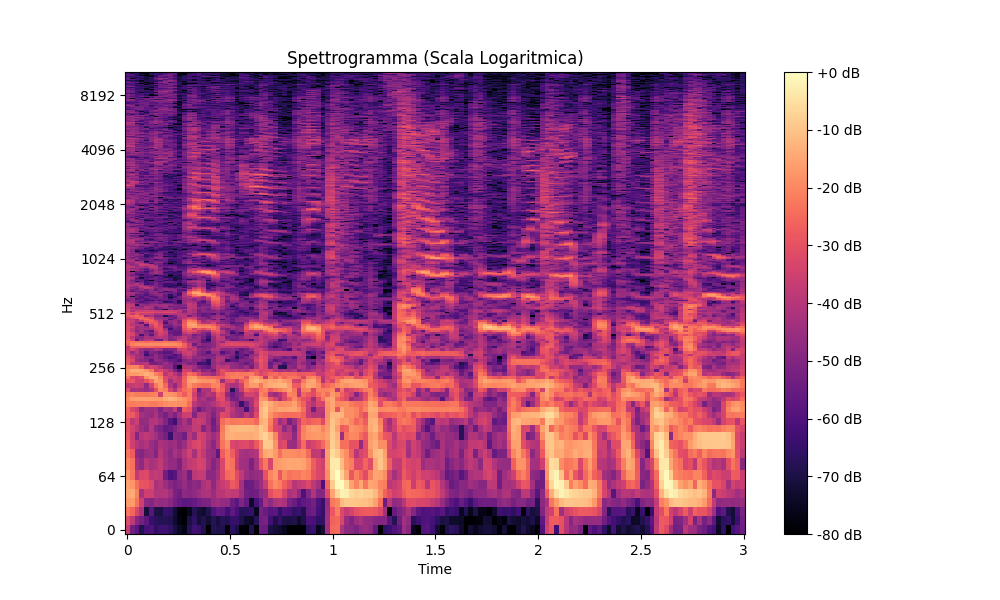 Spettrogramma (Scala Logaritmica)
Hz
8192
4096
2048
1024
512
256
128
64
0
0
0.5
1
1.5
2
2.5
3
Time
+0 dB
-10 dB
-20 dB
-30 dB
-40 dB
-50 dB
-60 dB
-70 dB
-80 dB